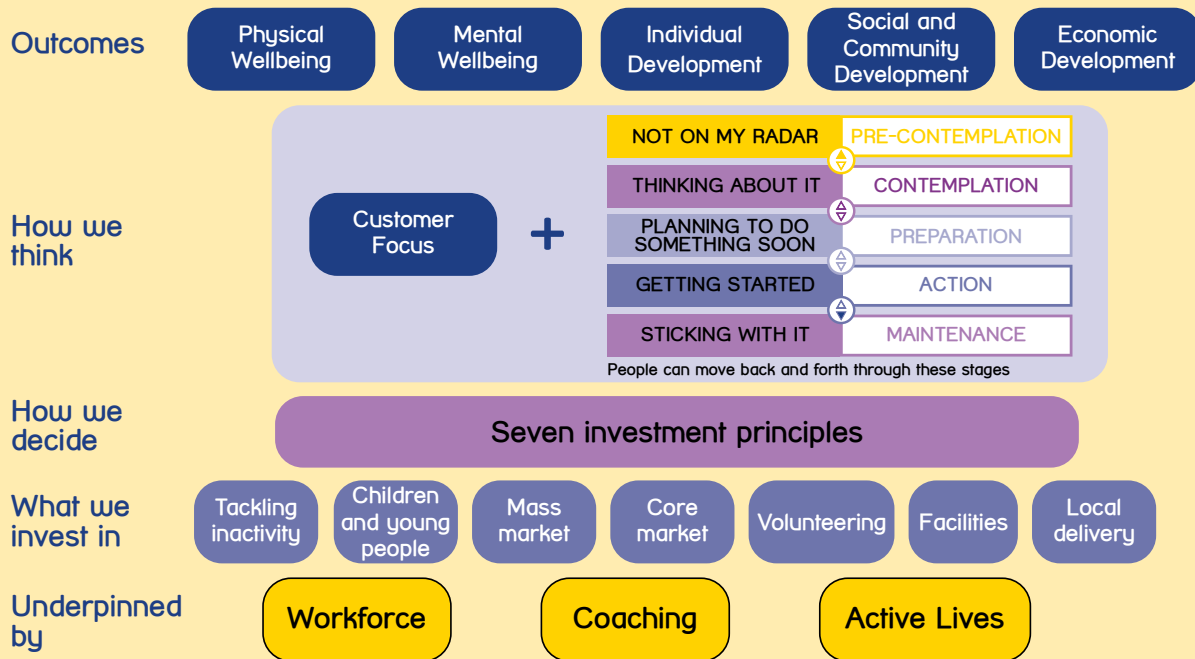 Outcomes
Physical
Wellbeing
Mental
Wellbeing
Individual
Development
Social and
Community
Development
Economic
Development
How we
think
Customer
Focus
+
NOT ON MY RADAR
PRE-CONTEMPLATION
THINKING ABOUT IT
CONTEMPLATION
PLANNING TO DO
SOMETHING SOON
PREPARATION
GETTING STARTED
ACTION
STICKING WITH IT
MAINTENANCE
People can move back and forth through these stages
How we
decide
Seven investment principles
What we
invest in
Tackling
inactivity
Children
and young
people
Mass
market
Core
market
Volunteering
Facilities
Local
delivery
Underpinned
by
Workforce
Coaching
Active Lives